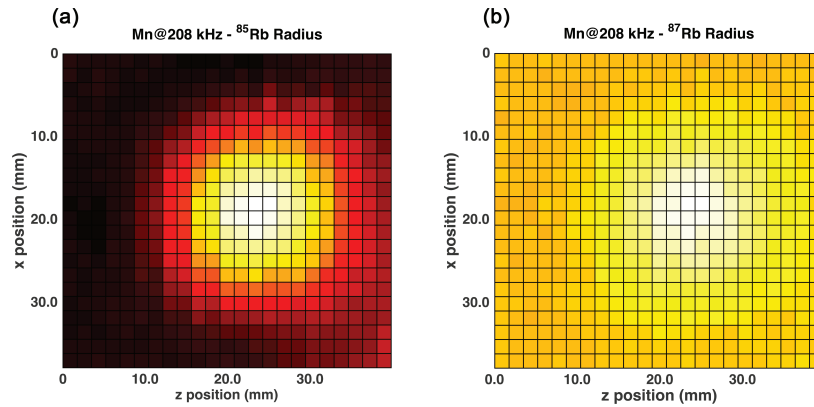 (a)
Mn@208 kHz - ⁸⁵Rb Radius
0
10.0
20.0
30.0
x position (mm)
0
10.0
20.0
30.0
z position (mm)
(b)
Mn@208 kHz - ⁸⁷Rb Radius
0
10.0
20.0
30.0
x position (mm)
0.0
10.0
20.0
30.0
z position (mm)